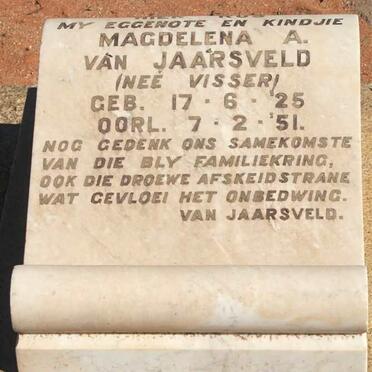 MY EGGENOTE EN KINDJIE
MAGDELENA A.
VAN JAARSVELD
(NEÉ VISSER)
GEB. 17 · 6 · '25
OORL. 7 · 2 · '51.
NOG GEDENK ONS SAMEKOMSTE
VAN DIE BLY FAMILIEKRING,
OOK DIE DROEWE AFSKEIDSTRANE
WAT GEVLOEI HET ONBEDWING.
VAN JAARSVELD.